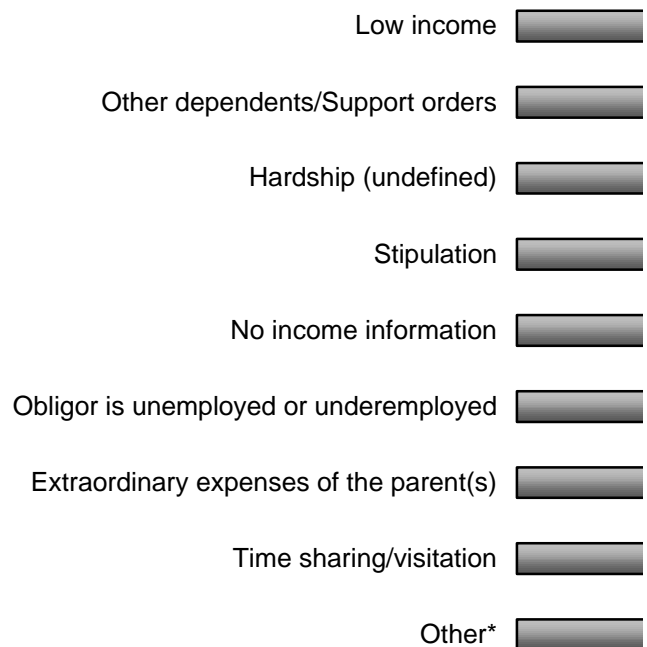 Low income
Other dependents/Support orders
Hardship (undefined)
Stipulation
No income information
Obligor is unemployed or underemployed
Extraordinary expenses of the parent(s)
Time sharing/visitation
Other*